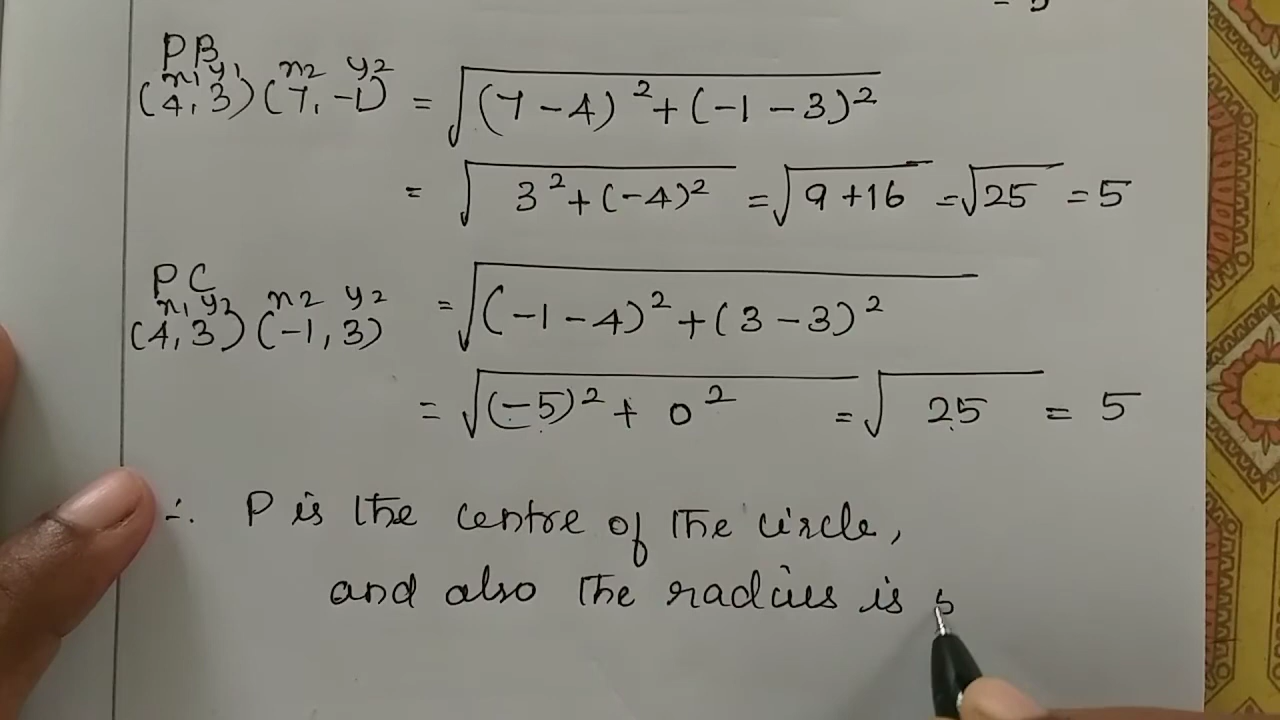 = 5
PB
x1 y1 x2 y2
(4, 3) (7, -1) = √(7 - 4)² + (-1 - 3)²
= √3² + (-4)² = √9 + 16 = √25 = 5
PC
x1 y2 x2 y2
(4, 3) (-1, 3) = √(-1 - 4)² + (3 - 3)²
= √(-5)² + 0² = √25 = 5
∴ P is the centre of the circle,
and also the radius is 5